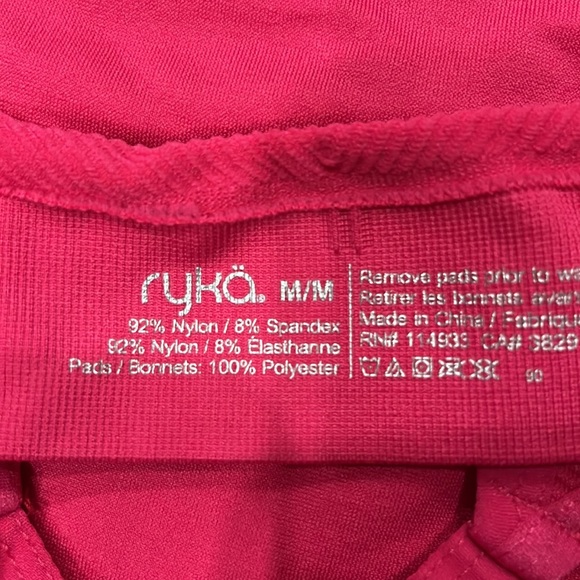 rykä. M/M
92% Nylon / 8% Spandex
92% Nylon / 8% Élasthanne
Pads / Bonnets: 100% Polyester
Remove pads prior to
Retirer les bonnets
Made in China /
RN# 114933 CA#
90